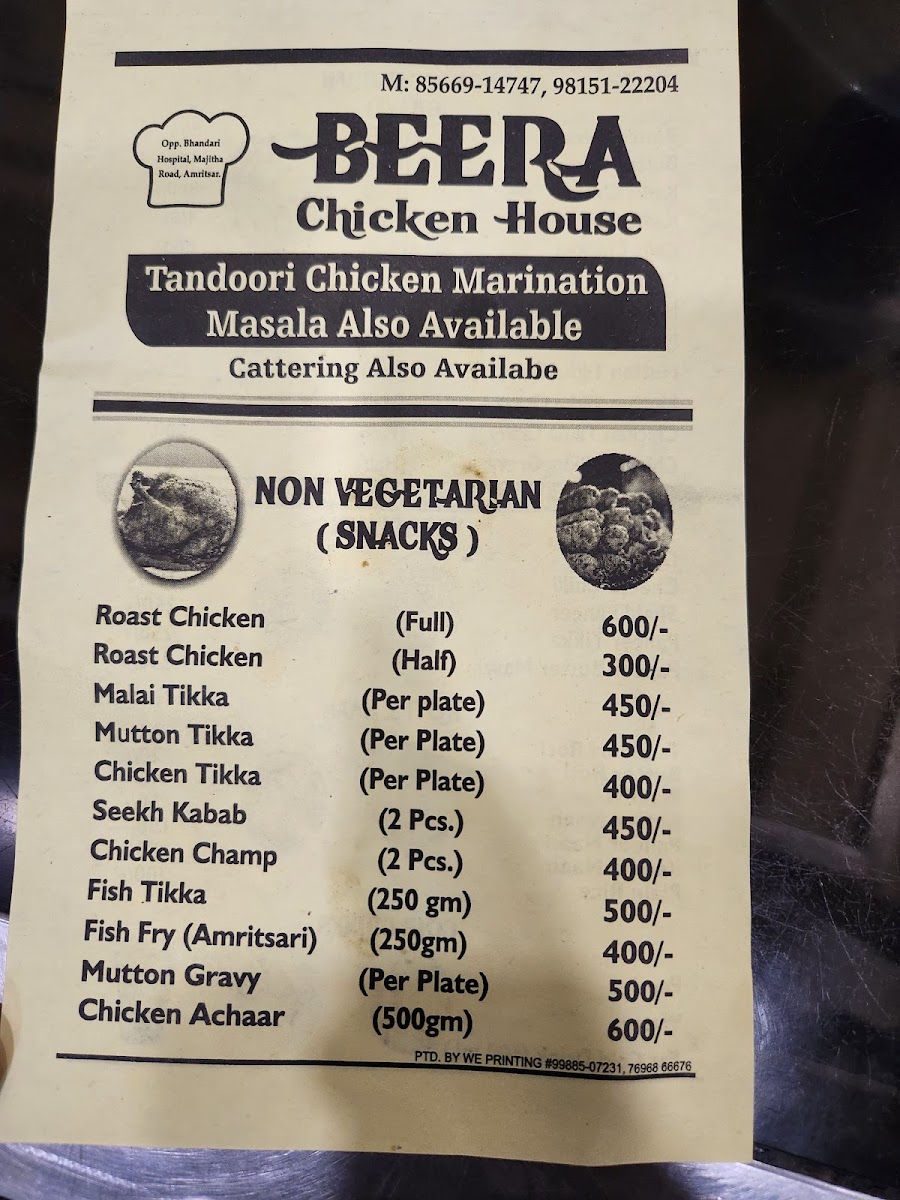 M: 85669-14747, 98151-22204
Opp. Bhandari
Hospital, Majitha
Road, Amritsar.
BEERA
Chicken House
Tandoori Chicken Marination
Masala Also Available
Cattering Also Availabe
NON VEGETARIAN
( SNACKS )
Roast Chicken (Full) 600/-
Roast Chicken (Half) 300/-
Malai Tikka (Per plate) 450/-
Mutton Tikka (Per Plate) 450/-
Chicken Tikka (Per Plate) 400/-
Seekh Kabab (2 Pcs.) 450/-
Chicken Champ (2 Pcs.) 400/-
Fish Tikka (250 gm) 500/-
Fish Fry (Amritsari) (250gm) 400/-
Mutton Gravy (Per Plate) 500/-
Chicken Achaar (500gm) 600/-
PTD. BY WE PRINTING #99885-07231, 76968 66676